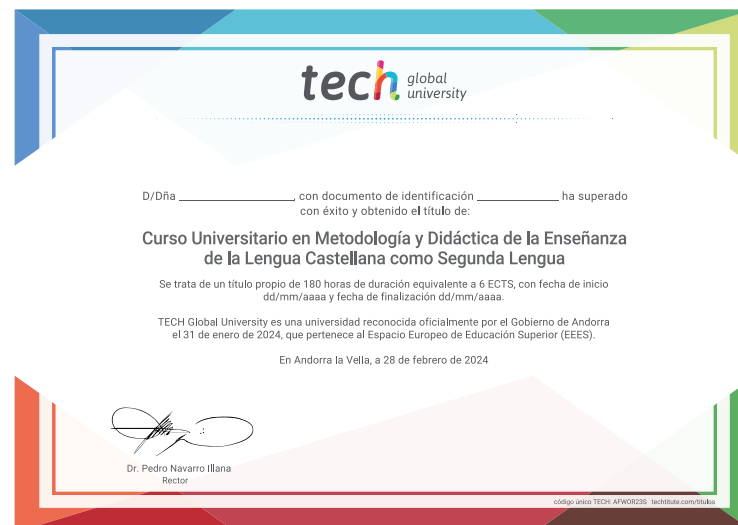 tech global university
D/Dña ____________, con documento de identificación ____________ ha superado
con éxito y obtenido el título de:
Curso Universitario en Metodología y Didáctica de la Enseñanza
de la Lengua Castellana como Segunda Lengua
Se trata de un título propio de 180 horas de duración equivalente a 6 ECTS, con fecha de inicio
dd/mm/aaaa y fecha de finalización dd/mm/aaaa.
TECH Global University es una universidad reconocida oficialmente por el Gobierno de Andorra
el 31 de enero de 2024, que pertenece al Espacio Europeo de Educación Superior (EEES).
En Andorra la Vella, a 28 de febrero de 2024
Dr. Pedro Navarro Illana
Rector
código único TECH: AFWOR23S techtitute.com/titulos